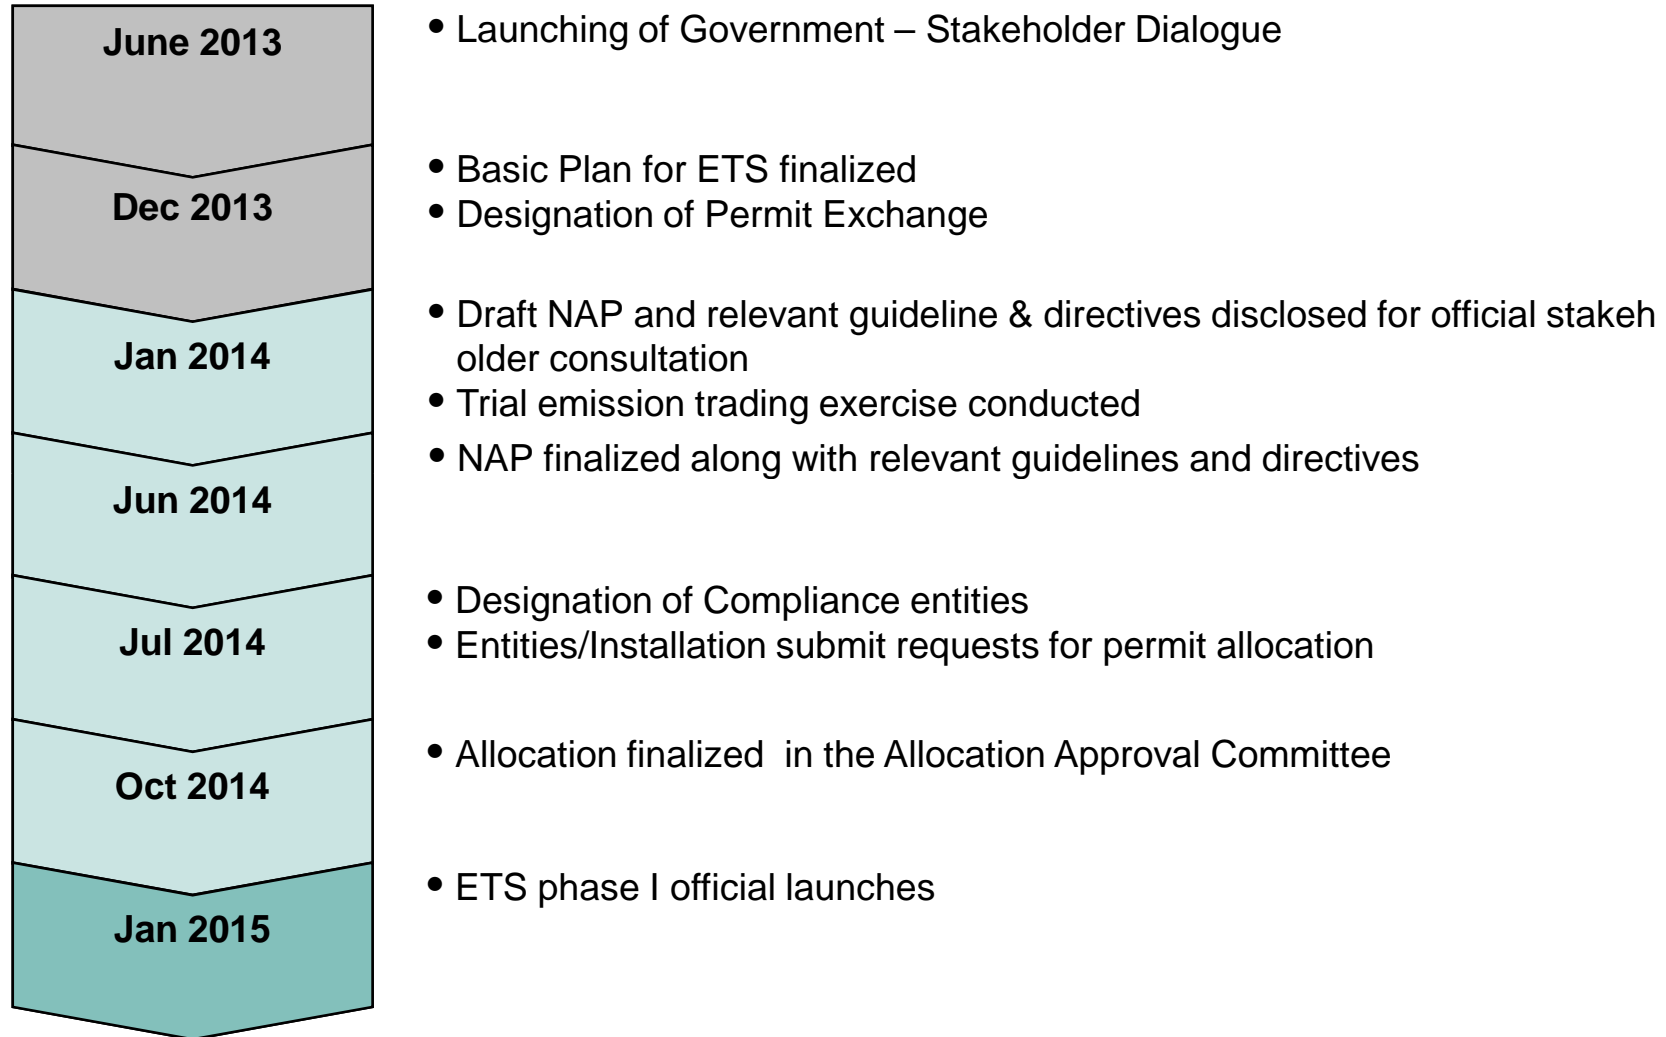 June 2013
• Launching of Government – Stakeholder Dialogue
Dec 2013
• Basic Plan for ETS finalized
• Designation of Permit Exchange
Jan 2014
• Draft NAP and relevant guideline & directives disclosed for official stakeh
older consultation
• Trial emission trading exercise conducted
Jun 2014
• NAP finalized along with relevant guidelines and directives
Jul 2014
• Designation of Compliance entities
• Entities/Installation submit requests for permit allocation
Oct 2014
• Allocation finalized  in the Allocation Approval Committee
Jan 2015
• ETS phase I official launches